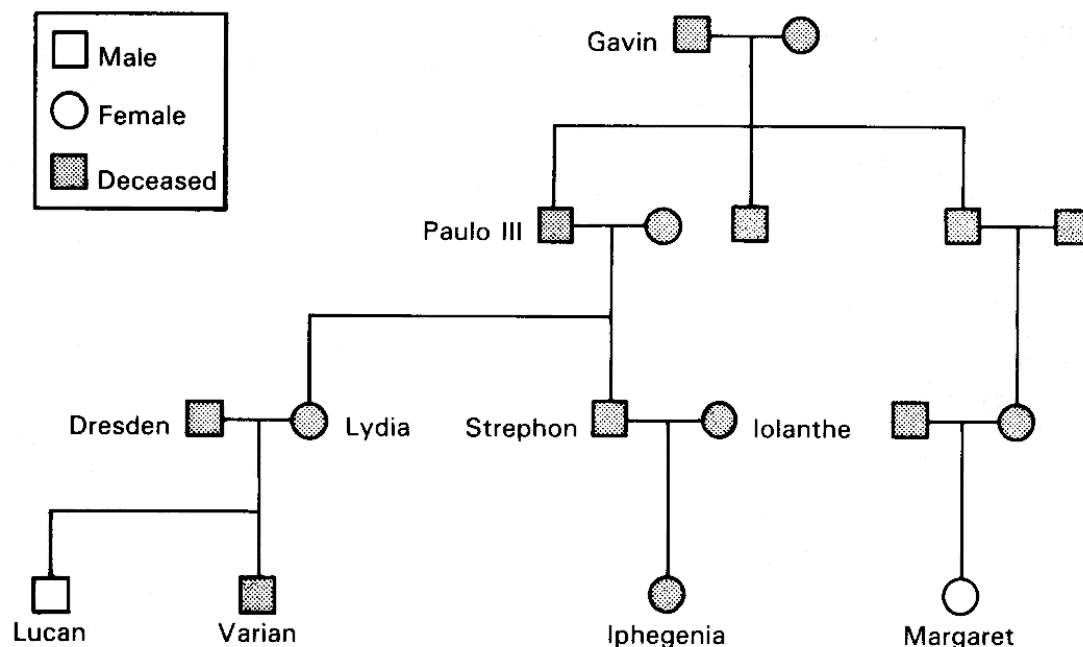 Gavin
Male
Female
Deceased
Paulo III
Dresden
Lydia
Strephon
Iolanthe
Lucan
Varian
Iphegenia
Margaret